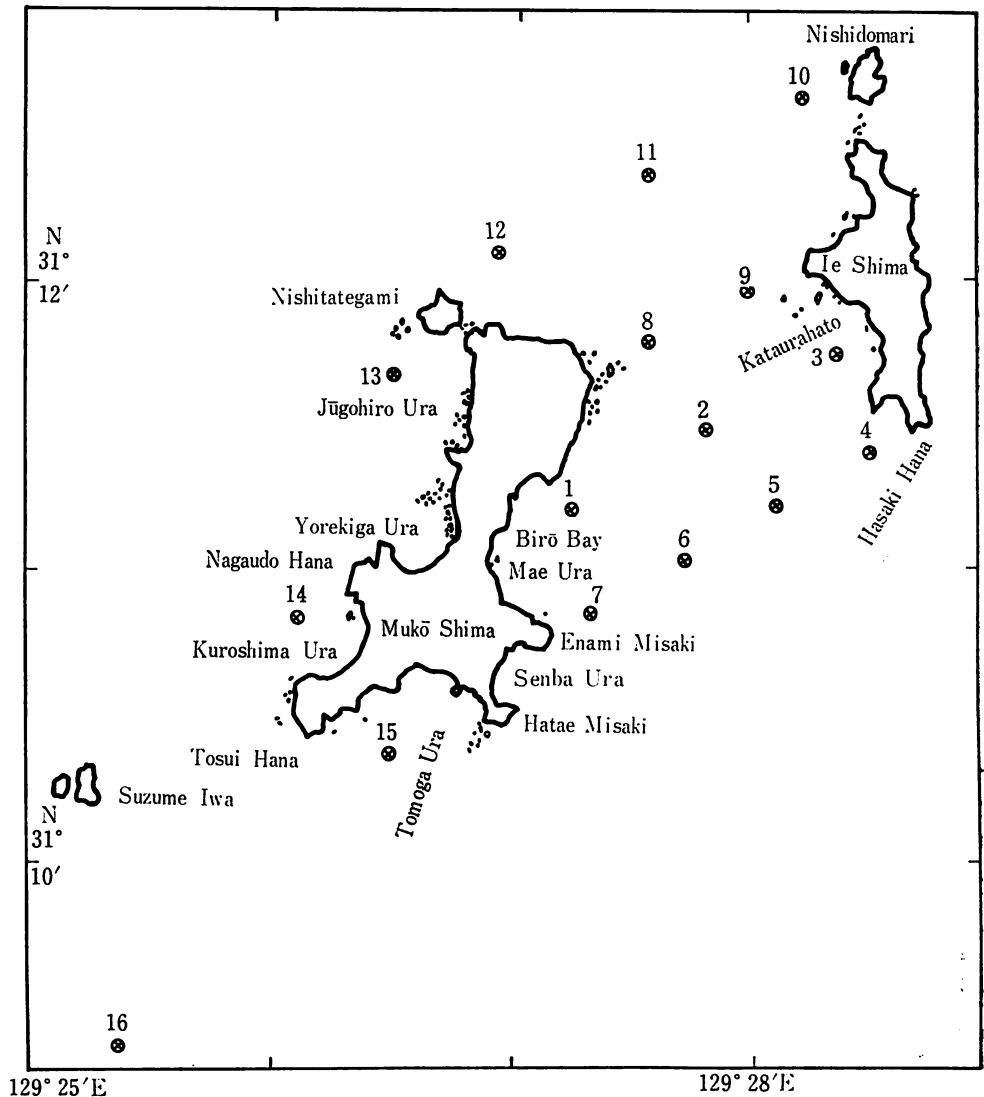 Nishidomari
10
11
12
N
31°
12′
Ie Shima
9
Nishitategami
8
Kataurahato
3
13
Jūgohiro Ura
2
4
Hasaki Hana
5
1
Yorekiga Ura
Birō Bay
6
Nagaudo Hana
Mae Ura
14
7
Mukō Shima
Enami Misaki
Kuroshima Ura
Senba Ura
Hatae Misaki
15
Tomoga Ura
Tosui Hana
Suzume Iwa
N
31°
10′
16
129° 25′E
129° 28′E